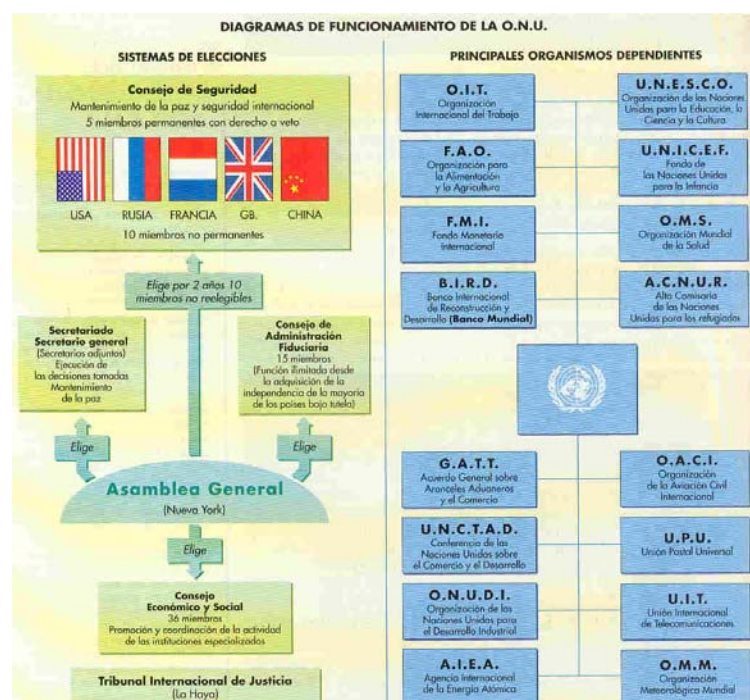 DIAGRAMAS DE FUNCIONAMIENTO DE LA O.N.U.
SISTEMAS DE ELECCIONES
Consejo de Seguridad
Mantenimiento de la paz y seguridad internacional
5 miembros permanentes con derecho a veto
USA RUSIA FRANCIA GB. CHINA
10 miembros no permanentes
Elige por 2 años 10
miembros no reelegibles
Secretariado
Secretario general
(Secretarios adjuntos)
Ejecución de
las decisiones tomadas
Mantenimiento
de la paz
Consejo de
Administración
Fiduciaria
15 miembros
(Función ilimitada desde
la adquisición de la
independencia de la mayoría
de los países bajo tutela)
Elige
Elige
Asamblea General
(Nueva York)
Elige
Consejo
Económico y Social
36 miembros
Promoción y coordinación de la actividad
de las instituciones especializadas
Tribunal Internacional de Justicia
(La Haya)
PRINCIPALES ORGANISMOS DEPENDIENTES
O.I.T.
Organización
Internacional del Trabajo
U.N.E.S.C.O.
Organización de las Naciones
Unidas para la Educación, la
Ciencia y la Cultura.
F.A.O.
Organización para
la Alimentación
y la Agricultura
U.N.I.C.E.F.
Fondo de
las Naciones Unidas
para la Infancia
F.M.I.
Fondo Monetario
Internacional
O.M.S.
Organización Mundial
de la Salud
B.I.R.D.
Banco Internacional
de Reconstrucción y
Desarrollo (Banco Mundial)
A.C.N.U.R.
Alta Comisaría
de las Naciones
Unidas para los refugiados
G.A.T.T.
Acuerdo General sobre
Aranceles Aduaneros
y el Comercio
O.A.C.I.
Organización
de la Aviación Civil
Internacional
U.N.C.T.A.D.
Conferencia de las
Naciones Unidas sobre
el Comercio y el Desarrollo
U.P.U.
Unión Postal Universal
O.N.U.D.I.
Organización de las
Naciones Unidas para
el Desarrollo Industrial
U.I.T.
Unión Internacional
de Telecomunicaciones
A.I.E.A.
Agencia Internacional
de la Energía Atómica
O.M.M.
Organización
Meteorológica Mundial